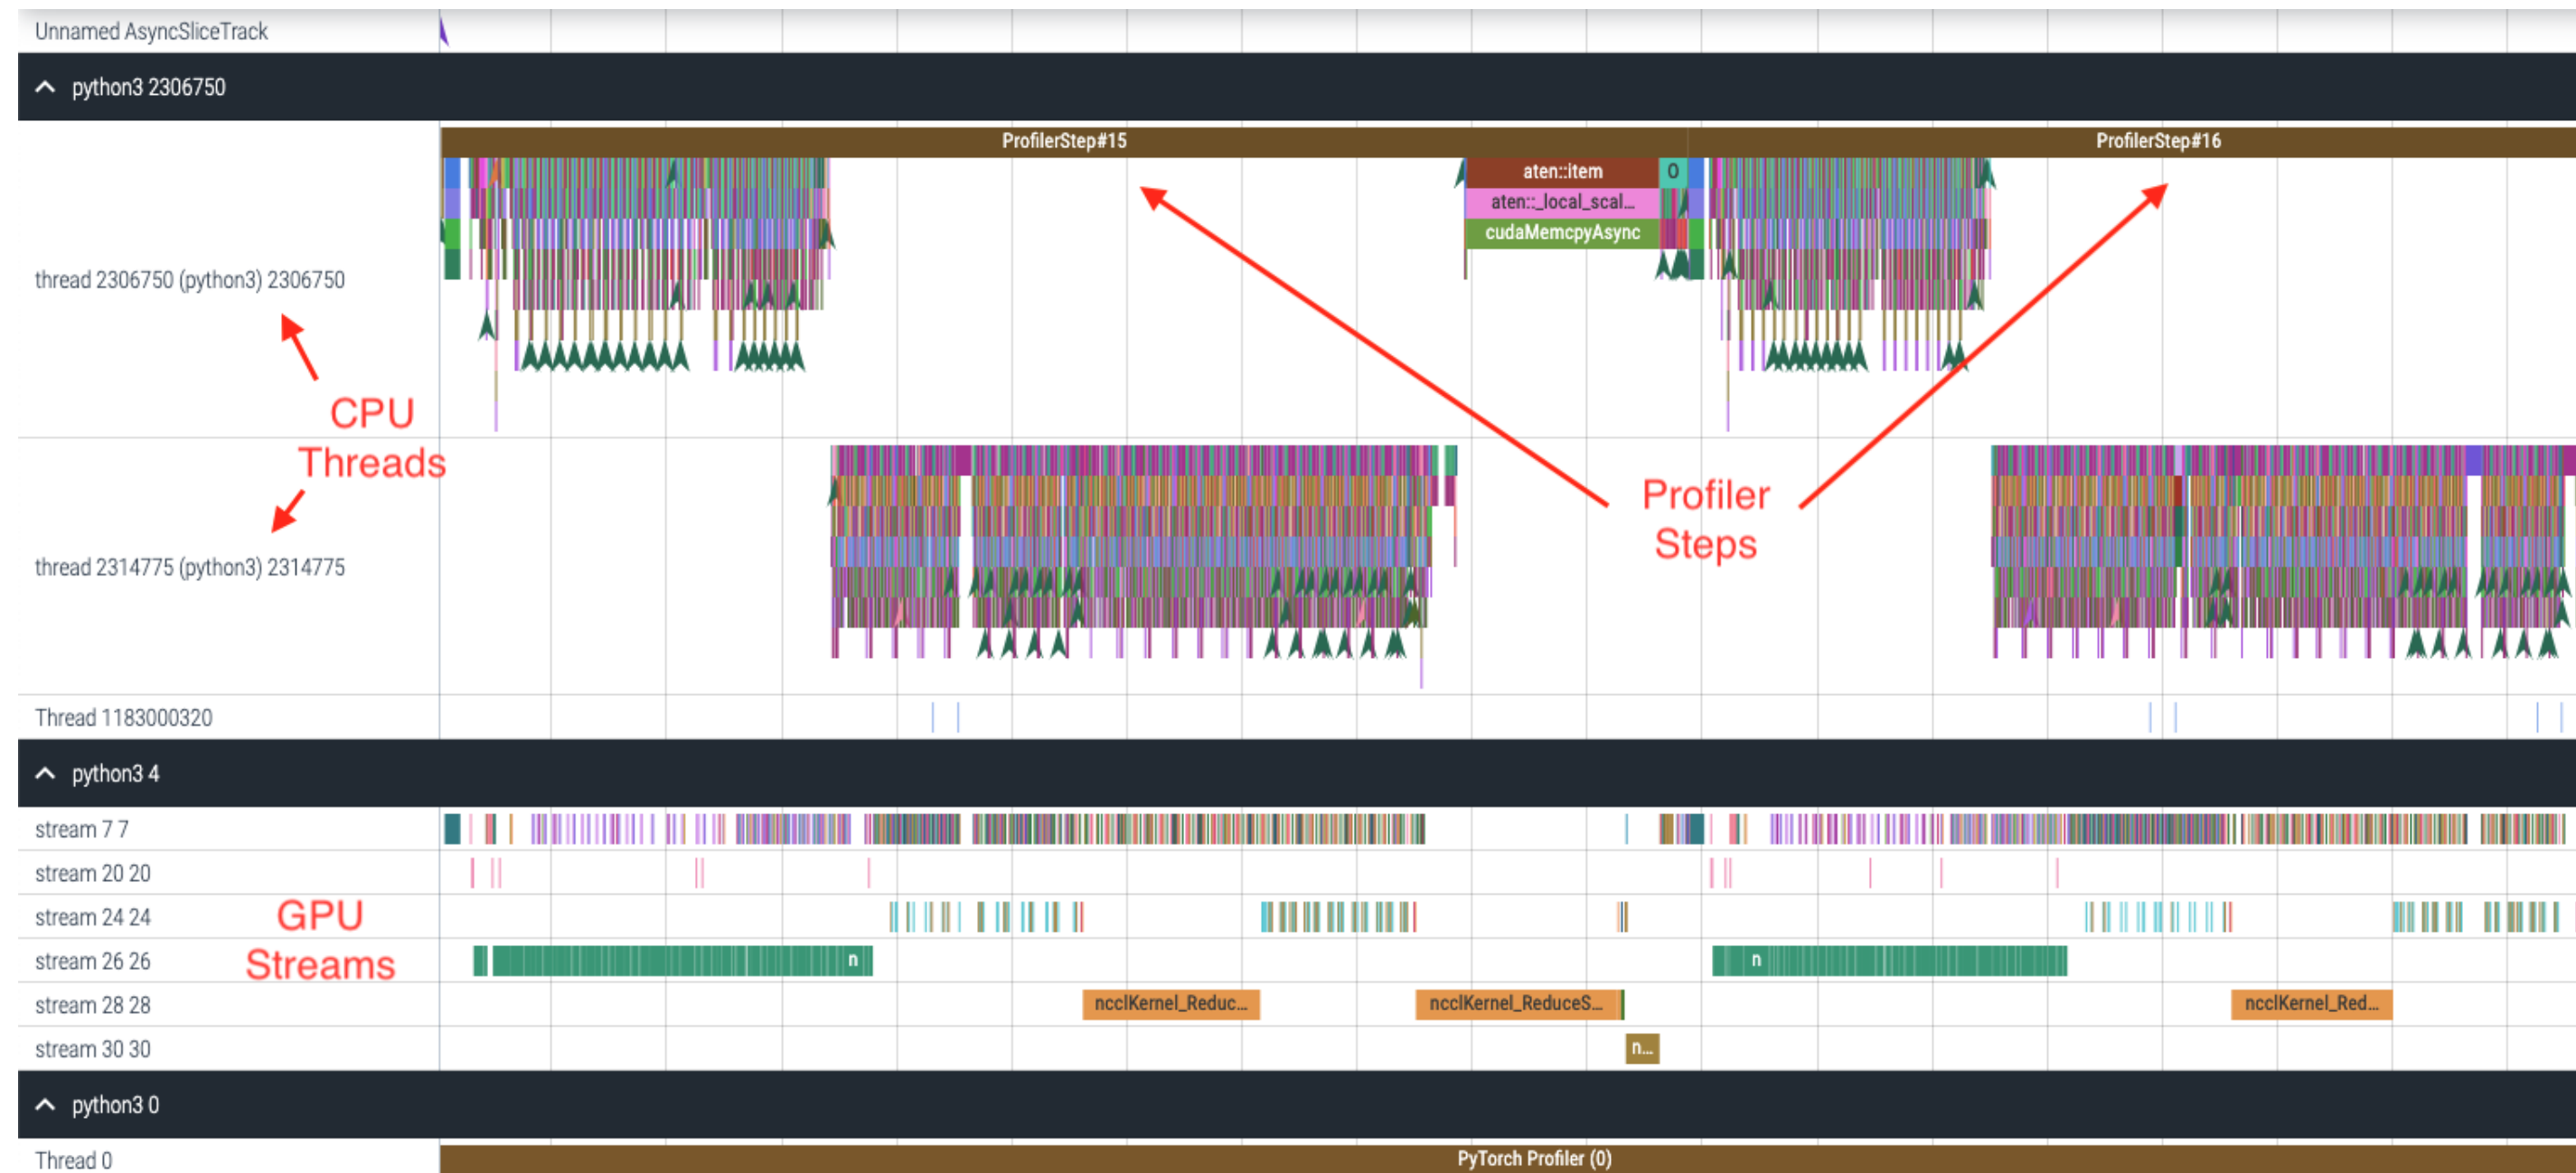 Unnamed AsyncSliceTrack
python3 2306750
ProfilerStep#15
ProfilerStep#16
aten::item
O
aten::_local_scal...
cudaMemcpyAsync
thread 2306750 (python3) 2306750
CPU
Threads
Profiler
Steps
thread 2314775 (python3) 2314775
Thread 1183000320
python3 4
stream 7 7
stream 20 20
stream 24 24
GPU
Streams
stream 26 26
n
n
stream 28 28
ncclKernel_Reduc...
ncclKernel_ReduceS...
ncclKernel_Red...
stream 30 30
n...
python3 0
Thread 0
PyTorch Profiler (0)